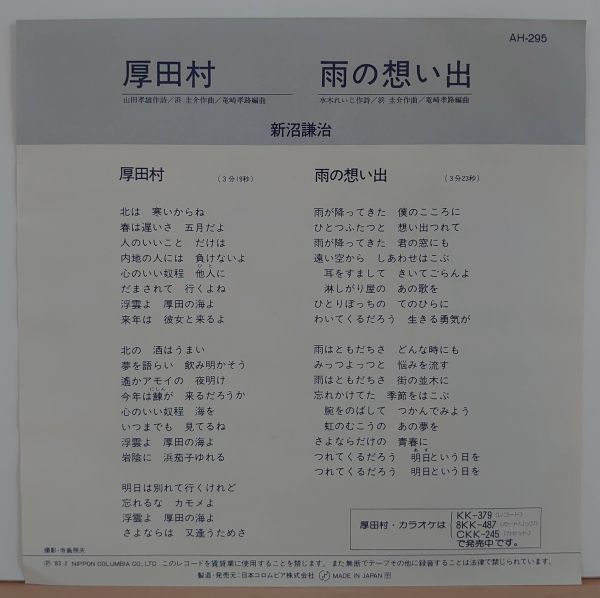 AH-295
厚田村
山田孝雄作詩／浜 圭介作曲／竜崎孝路編曲
雨の想い出
水木れいじ作詩／浜 圭介作曲／竜崎孝路編曲
新沼謙治
厚田村 (3分19秒)
北は 寒いからね
春は遅いさ 五月だよ
人のいいこと だけは
内地の人には 負けないよ
心のいい奴程 他人に
だまされて 行くよね
浮雲よ 厚田の海よ
来年は 彼女と来るよ
北の 酒はうまい
夢を語らい 飲み明かそう
遙かアモイの 夜明け
にしん
今年は鰊が 来るだろうか
心のいい奴程 海を
いつまでも 見てるね
浮雲よ 厚田の海よ
岩陰に 浜茄子ゆれる
明日は別れて行くけれど
忘れるな カモメよ
浮雲よ 厚田の海よ
さよならは 又逢うためさ
雨の想い出 (3分23秒)
雨が降ってきた 僕のこころに
ひとつふたつと 想い出つれて
雨が降ってきた 君の窓にも
遠い空から しあわせはこぶ
耳をすまして きいてごらんよ
淋しがり屋の あの歌を
ひとりぼっちの てのひらに
わいてくるだろう 生きる勇気が
雨はともだちさ どんな時にも
みっつよっつと 悩みを流す
雨はともだちさ 街の並木に
忘れかけてた 季節をはこぶ
腕をのばして つかんでみよう
虹のむこうの あの夢を
さよならだけの 青春に
あす
つれてくるだろう 明日という日を
つれてくるだろう 明日という日を
厚田村・カラオケは
KK-379(レコード)
8KK-487(カートリッジ)
CKK-245(カセット)
で発売中です。
撮影・寺島照夫
Ⓟ '83.2 NIPPON COLUMBIA CO., LTD. このレコードを賃貸業に使用することを禁じます。また無断でテープその他に録音することは法律で禁じられています。
製造・発売元：日本コロムビア株式会社 MADE IN JAPAN